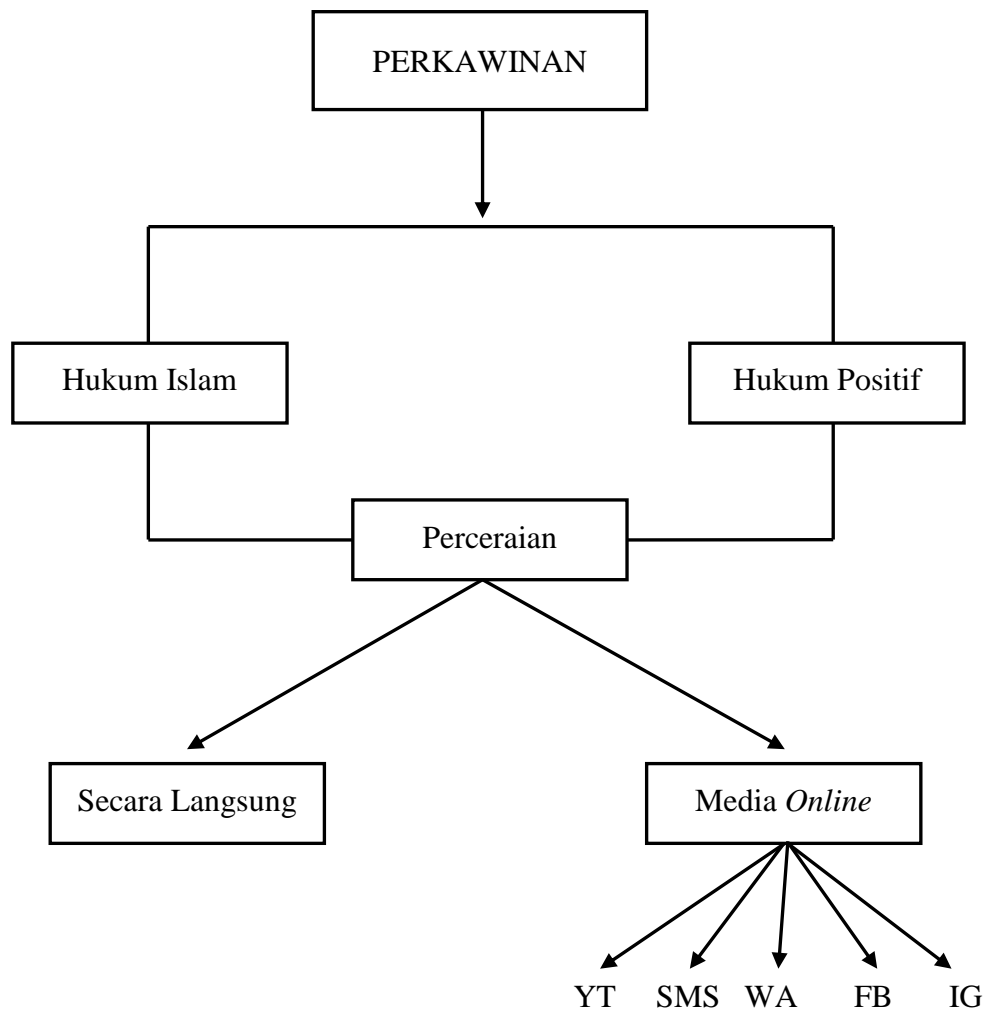 PERKAWINAN
Hukum Islam
Hukum Positif
Perceraian
Secara Langsung
Media Online
YT SMS WA FB IG